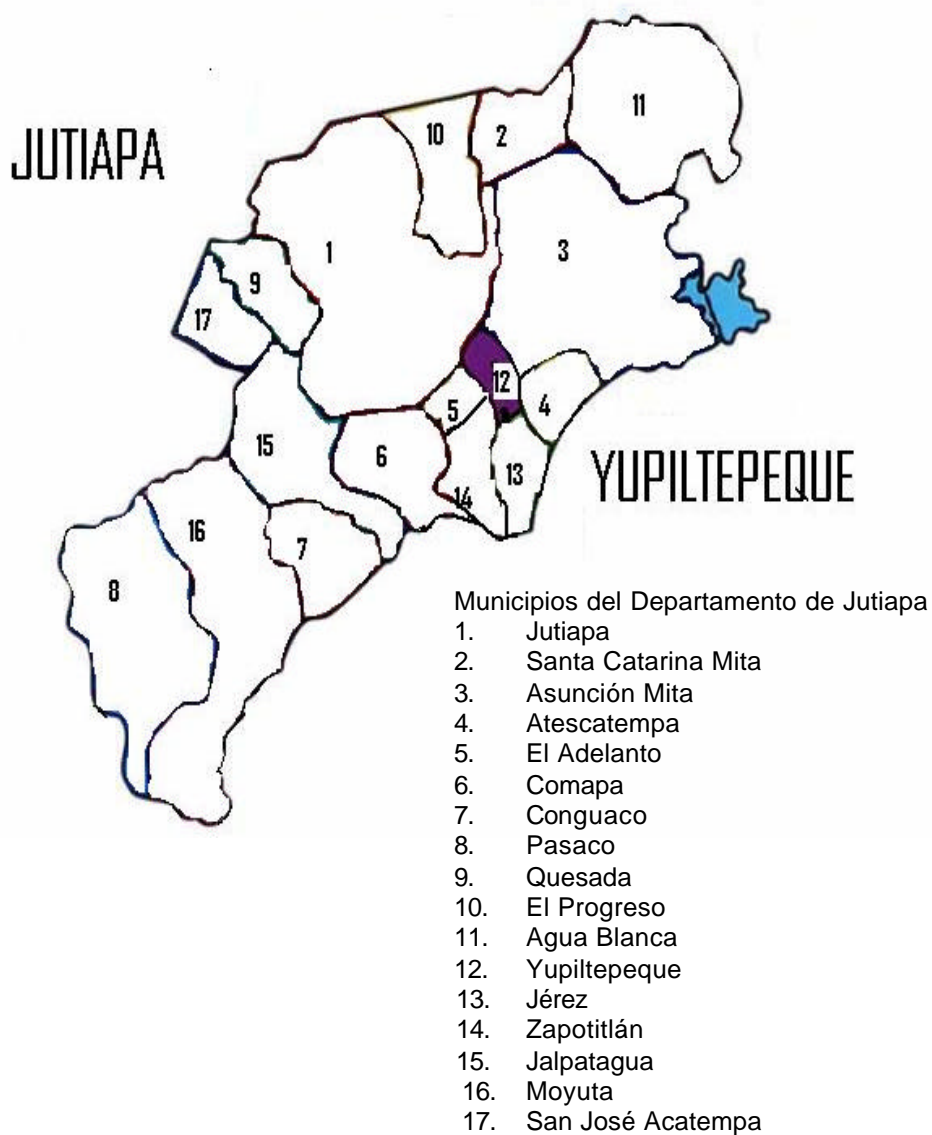 JUTIAPA
10
2
11
1
3
9
17
12
5
4
15
6
13
14
16
7
8
YUPILTEPEQUE
Municipios del Departamento de Jutiapa
1. Jutiapa
2. Santa Catarina Mita
3. Asunción Mita
4. Atescatempa
5. El Adelanto
6. Comapa
7. Conguaco
8. Pasaco
9. Quesada
10. El Progreso
11. Agua Blanca
12. Yupiltepeque
13. Jérez
14. Zapotitlán
15. Jalpatagua
16. Moyuta
17. San José Acatempa